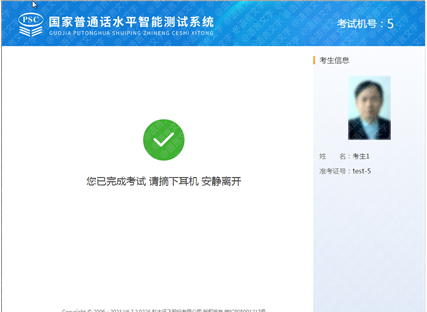 PSC
国家普通话水平智能测试系统
GUOJIA PUTONGHUA SHUIPING ZHINENG CESHI XITONG
考试机号：5
考生信息
姓 名：考生1
准考证号：test-5
您已完成考试 请摘下耳机 安静离开